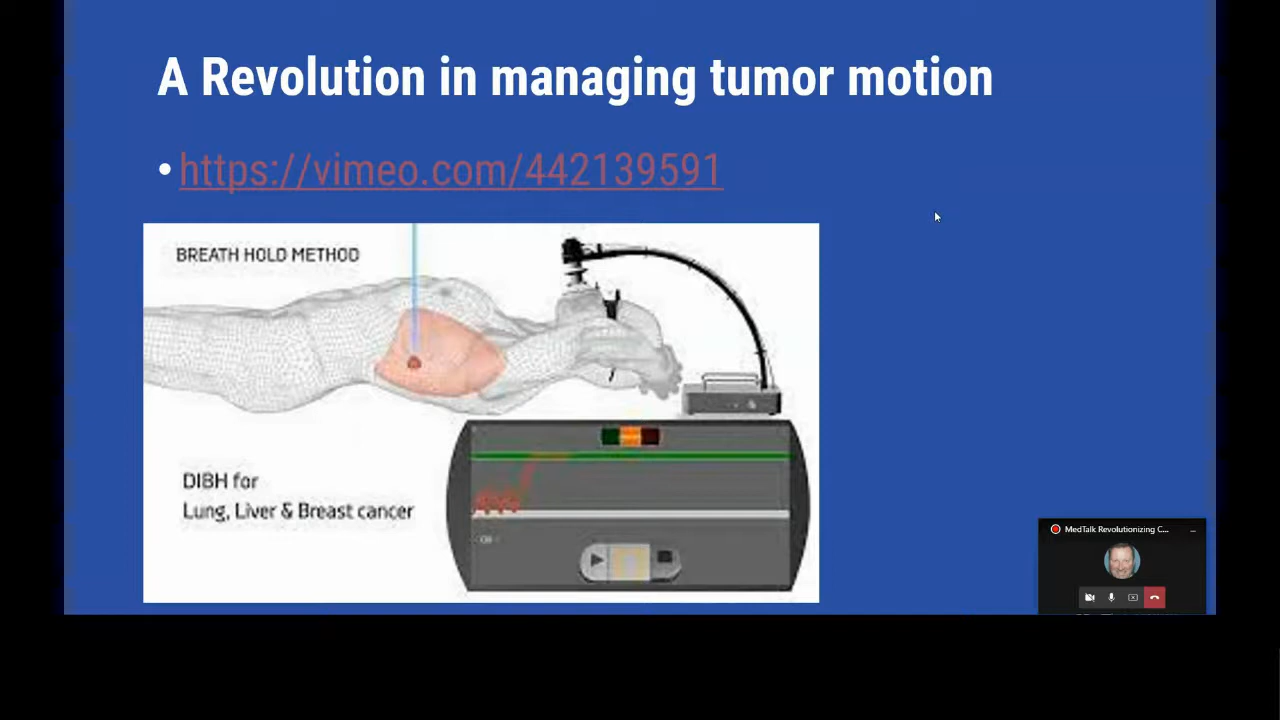 A Revolution in managing tumor motion
• https://vimeo.com/442139591
BREATH HOLD METHOD
DIBH for
Lung, Liver & Breast cancer
MedTalk Revolutionizing C...